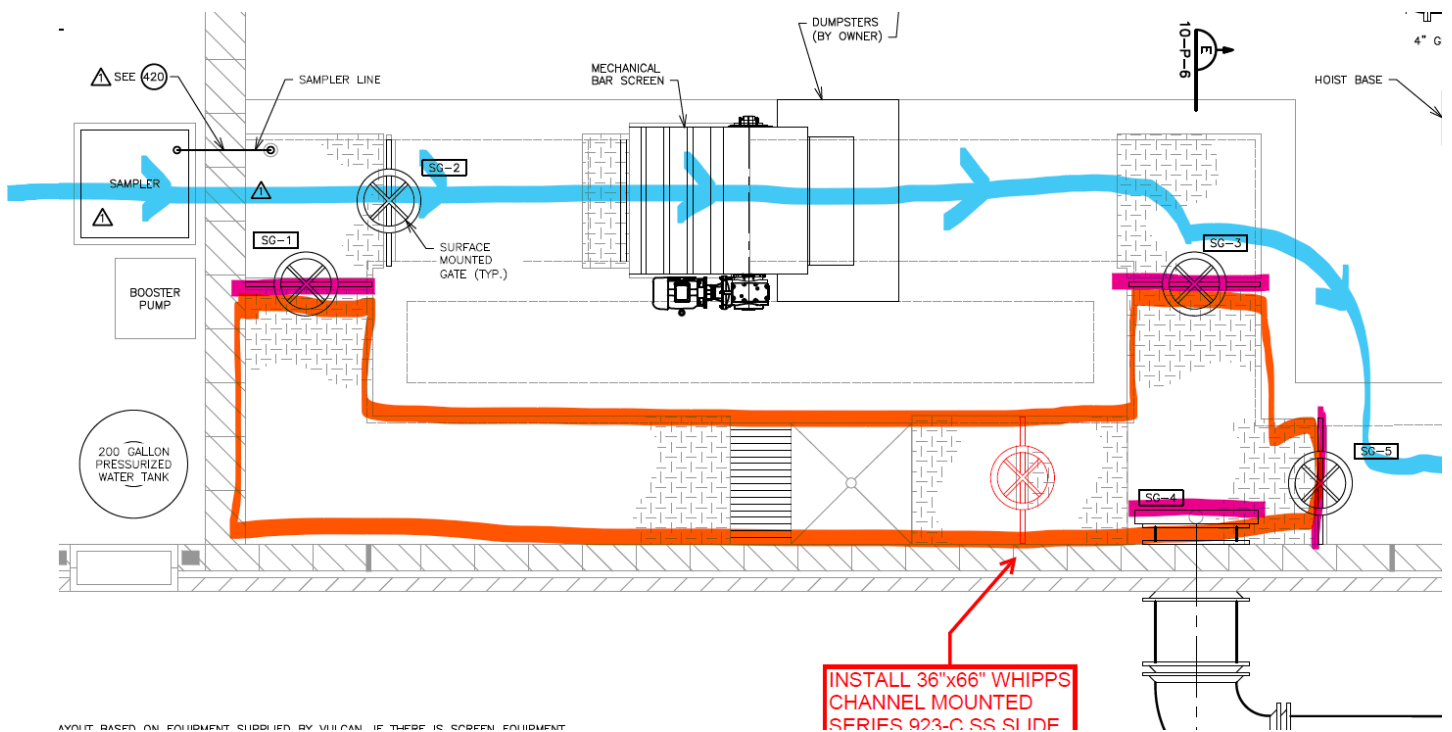 DUMPSTERS
(BY OWNER)
10-P-6
E
4" G
HOIST BASE
1 SEE 420
SAMPLER LINE
MECHANICAL
BAR SCREEN
SG-2
SAMPLER
1
1
SURFACE
MOUNTED
GATE (TYP.)
SG-1
SG-3
BOOSTER
PUMP
200 GALLON
PRESSURIZED
WATER TANK
SG-5
SG-4
INSTALL 36"x66" WHIPPS
CHANNEL MOUNTED
SERIES 923-C SS SLIDE
AYOUT BASED ON EQUIPMENT SUPPLIED BY VULCAN. IF THERE IS SCREEN EQUIPMENT